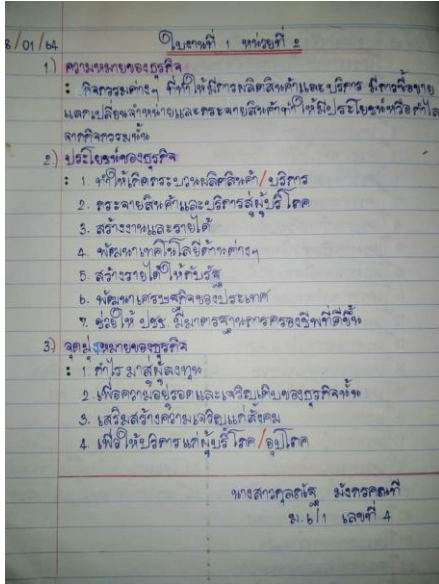 8/01/64
ใบงานที่ 1 หน่วยที่ 2
1) ความหมายของธุรกิจ
: กิจกรรมต่างๆ ที่ทำให้มีการผลิตสินค้าและบริการ มีการซื้อขาย
แลกเปลี่ยนจำหน่ายและกระจายสินค้าทำให้มีประโยชน์หรือกำไร
จากกิจกรรมนั้น
2) ประโยชน์ของธุรกิจ
: 1. ทำให้เกิดกระบวนผลิตสินค้า/บริการ
2. กระจายสินค้าและบริการสู่ผู้บริโภค
3. สร้างงานและรายได้
4. พัฒนาเทคโนโลยีด้านต่างๆ
5. สร้างรายได้ให้กับรัฐ
6. พัฒนาเศรษฐกิจของประเทศ
7. ช่วยให้ ปชช. มีมาตรฐานการครองชีพที่ดีขึ้น
3) จุดมุ่งหมายของธุรกิจ
: 1. กำไร มาสู่ผู้ลงทุน
2. เพื่อความอยู่รอดและเจริญเติบของธุรกิจนั้น
3. เสริมสร้างความเจริญแก่สังคม
4. เพื่อให้บริการแก่ผู้บริโภค/อุปโภค
นางสาวกุลณัฐ
ม.6/1 เลขที่ 4